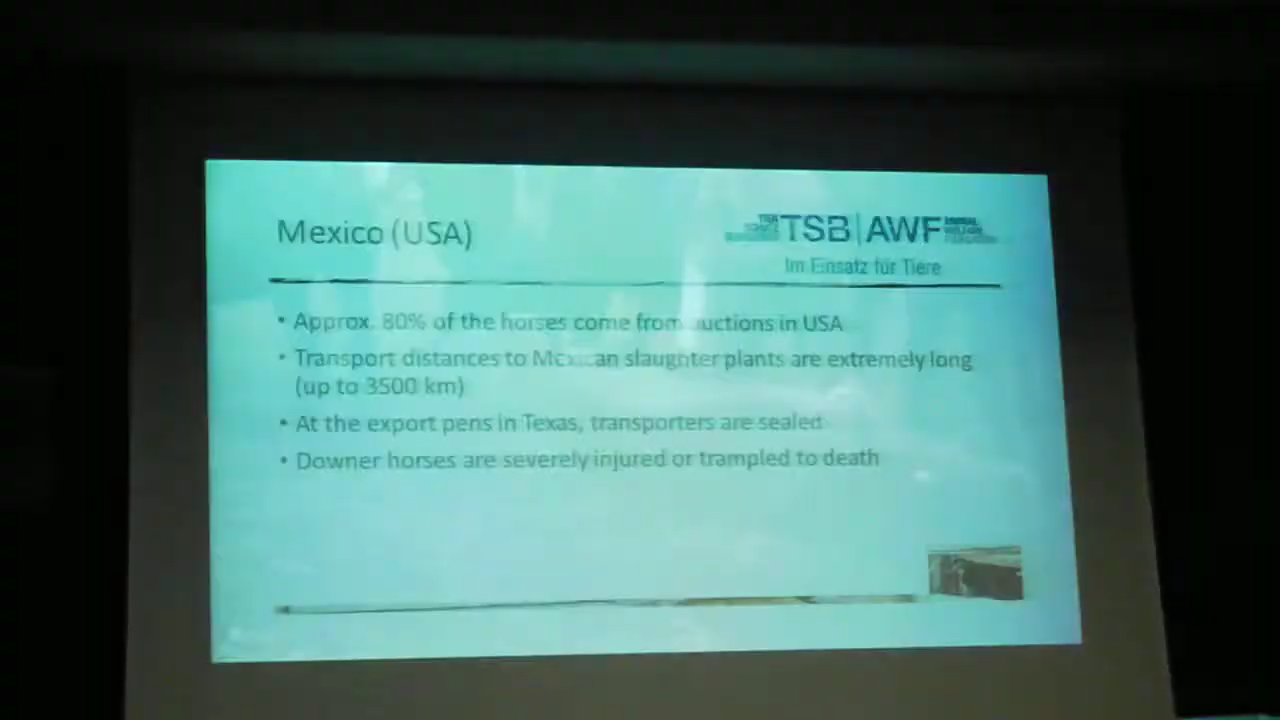 Mexico (USA)
TSB | AWF
Im Einsatz für Tiere
• Approx. 80% of the horses come from auctions in USA
• Transport distances to Mexican slaughter plants are extremely long
(up to 3500 km)
• At the export pens in Texas, transporters are sealed
• Downer horses are severely injured or trampled to death